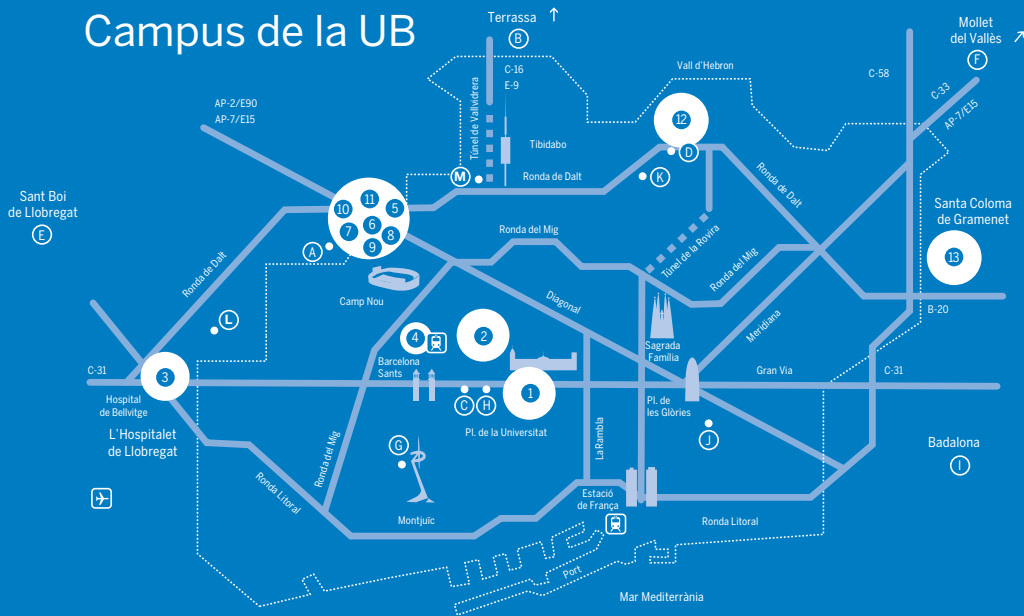 Campus de la UB
Terrassa
B
Mollet
del Vallès
F
C-16
E-9
Vall d'Hebron
C-58
C-33
AP-7/E15
AP-2/E90
AP-7/E15
Túnel de Vallvidrera
Tibidabo
12
D
K
M
Ronda de Dalt
Ronda de Dalt
Sant Boi
de Llobregat
E
11
10
5
6
7
8
9
A
Camp Nou
Ronda de Dalt
Ronda del Mig
Túnel de la Rovira
Ronda del Mig
Santa Coloma
de Gramenet
13
B-20
Diagonal
Meridiana
L
4
2
Barcelona
Sants
Sagrada
Família
3
C-31
Hospital
de Bellvitge
L'Hospitalet
de Llobregat
C
H
1
Pl. de la Universitat
Gran Via
C-31
Pl. de
les Glòries
J
G
Ronda del Mig
La Rambla
Badalona
I
Ronda Litoral
Montjuïc
Estació
de França
Ronda Litoral
Port
Mar Mediterrània